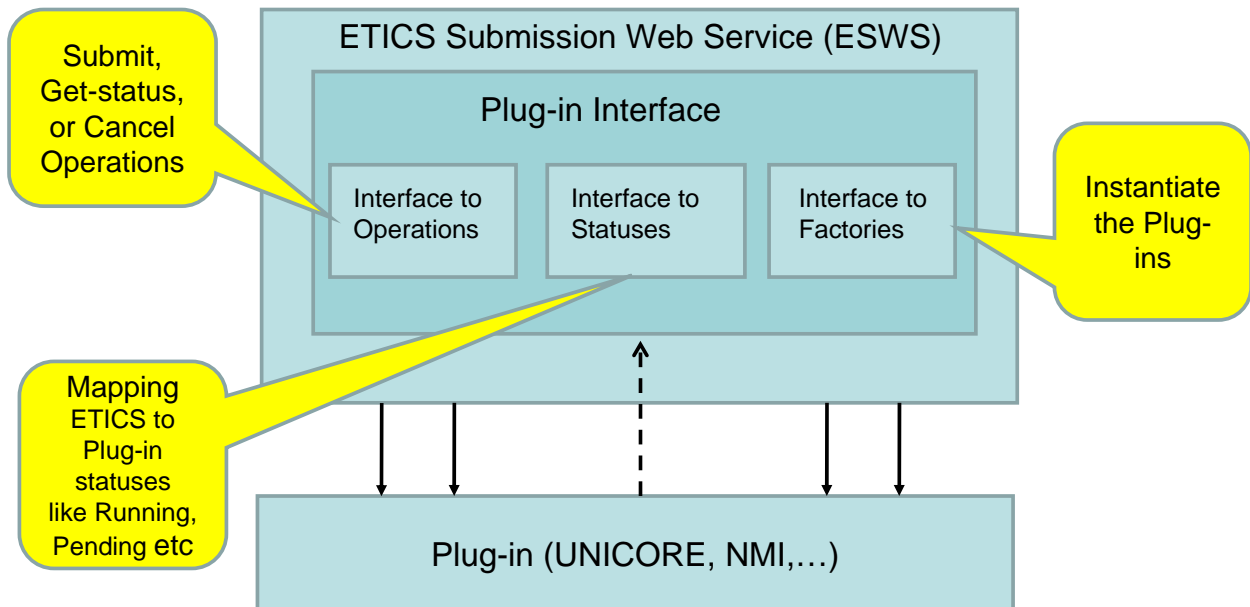 ETICS Submission Web Service (ESWS)
Submit,
Get-status,
or Cancel
Operations
Plug-in Interface
Interface to
Operations
Interface to
Statuses
Interface to
Factories
Instantiate
the Plug-
ins
Mapping
ETICS to
Plug-in
statuses
like Running,
Pending etc
Plug-in (UNICORE, NMI,…)